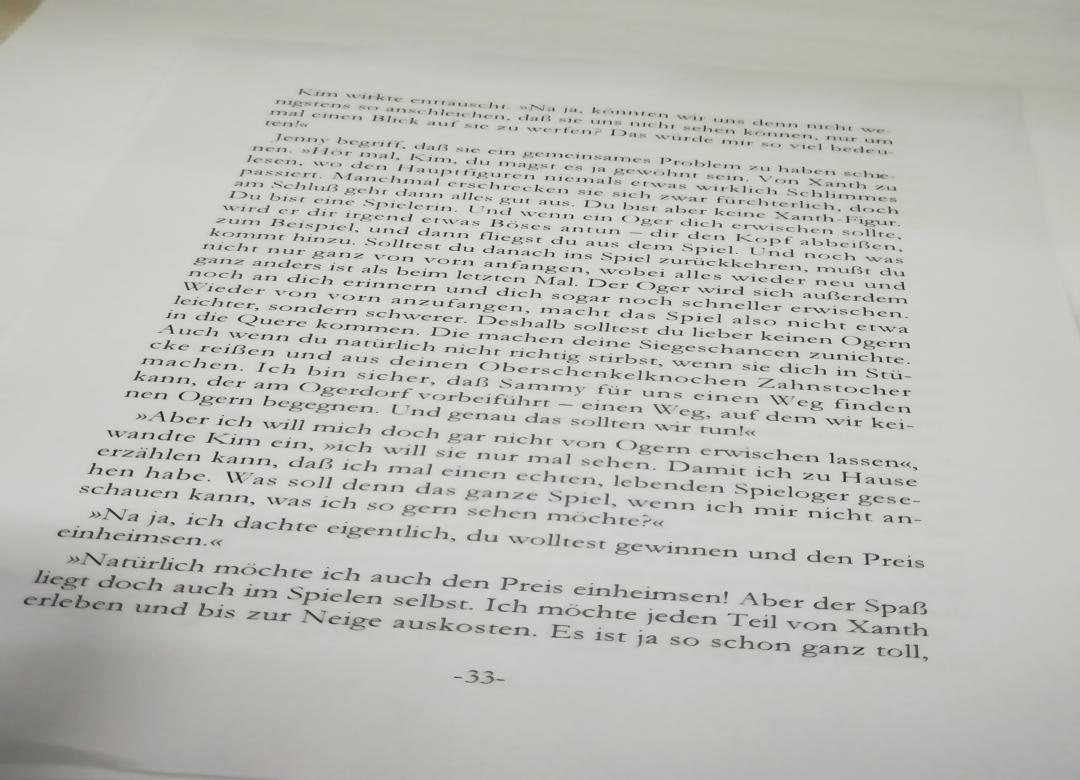 Kim wirkte enttäuscht. »Na ja, könnten wir uns denn nicht we-
nigstens so anschleichen, daß sie uns nicht sehen können, nur um
mal einen Blick auf sie zu werfen? Das würde mir so viel bedeu-
ten!«
Jenny begriff, daß sie ein gemeinsames Problem zu haben schie-
nen. »Hör mal, Kim, du magst es ja gewöhnt sein. Von Xanth zu
lesen, wo den Hauptfiguren niemals etwas wirklich Schlimmes
passiert. Manchmal erschrecken sie sich zwar fürchterlich, doch
am Schluß geht dann alles gut aus. Du bist aber keine Xanth-Figur.
Du bist eine Spielerin. Und wenn ein Oger dich erwischen sollte,
wird er dir irgend etwas Böses antun – dir den Kopf abbeißen,
zum Beispiel, und dann fliegst du aus dem Spiel. Und noch was
kommt hinzu. Solltest du danach ins Spiel zurückkehren, mußt du
nicht nur ganz von vorn anfangen, wobei alles wieder neu und
ganz anders ist als beim letzten Mal. Der Oger wird sich außerdem
noch an dich erinnern und dich sogar noch schneller erwischen.
Wieder von vorn anzufangen, macht das Spiel also nicht etwa
leichter, sondern schwerer. Deshalb solltest du lieber keinen Ogern
in die Quere kommen. Die machen deine Siegeschancen zunichte.
Auch wenn du natürlich nicht richtig stirbst, wenn sie dich in Stü-
cke reißen und aus deinen Oberschenkelknochen Zahnstocher
machen. Ich bin sicher, daß Sammy für uns einen Weg finden
kann, der am Ogerdorf vorbeiführt – einen Weg, auf dem wir kei-
nen Ogern begegnen. Und genau das sollten wir tun!«
»Aber ich will mich doch gar nicht von Ogern erwischen lassen«,
wandte Kim ein, »ich will sie nur mal sehen. Damit ich zu Hause
erzählen kann, daß ich mal einen echten, lebenden Spieloger gese-
hen habe. Was soll denn das ganze Spiel, wenn ich mir nicht an-
schauen kann, was ich so gern sehen möchte?«
»Na ja, ich dachte eigentlich, du wolltest gewinnen und den Preis
einheimsen.«
»Natürlich möchte ich auch den Preis einheimsen! Aber der Spaß
liegt doch auch im Spielen selbst. Ich möchte jeden Teil von Xanth
erleben und bis zur Neige auskosten. Es ist ja so schon ganz toll,
-33-